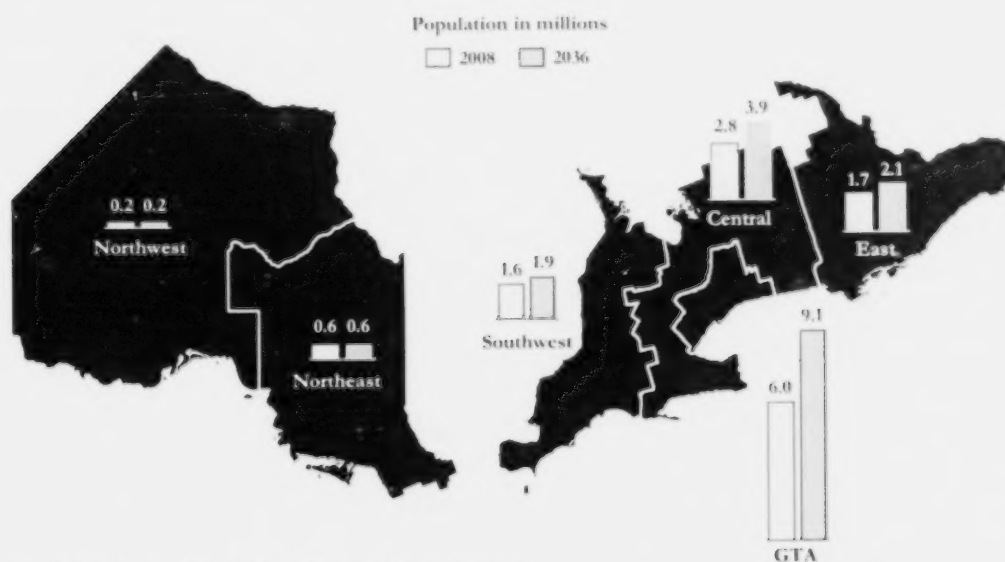 Population in millions
2008 2036
0.2 0.2
Northwest
0.6 0.6
Northeast
1.6 1.9
Southwest
2.8 3.9
Central
1.7 2.1
East
6.0 9.1
GTA